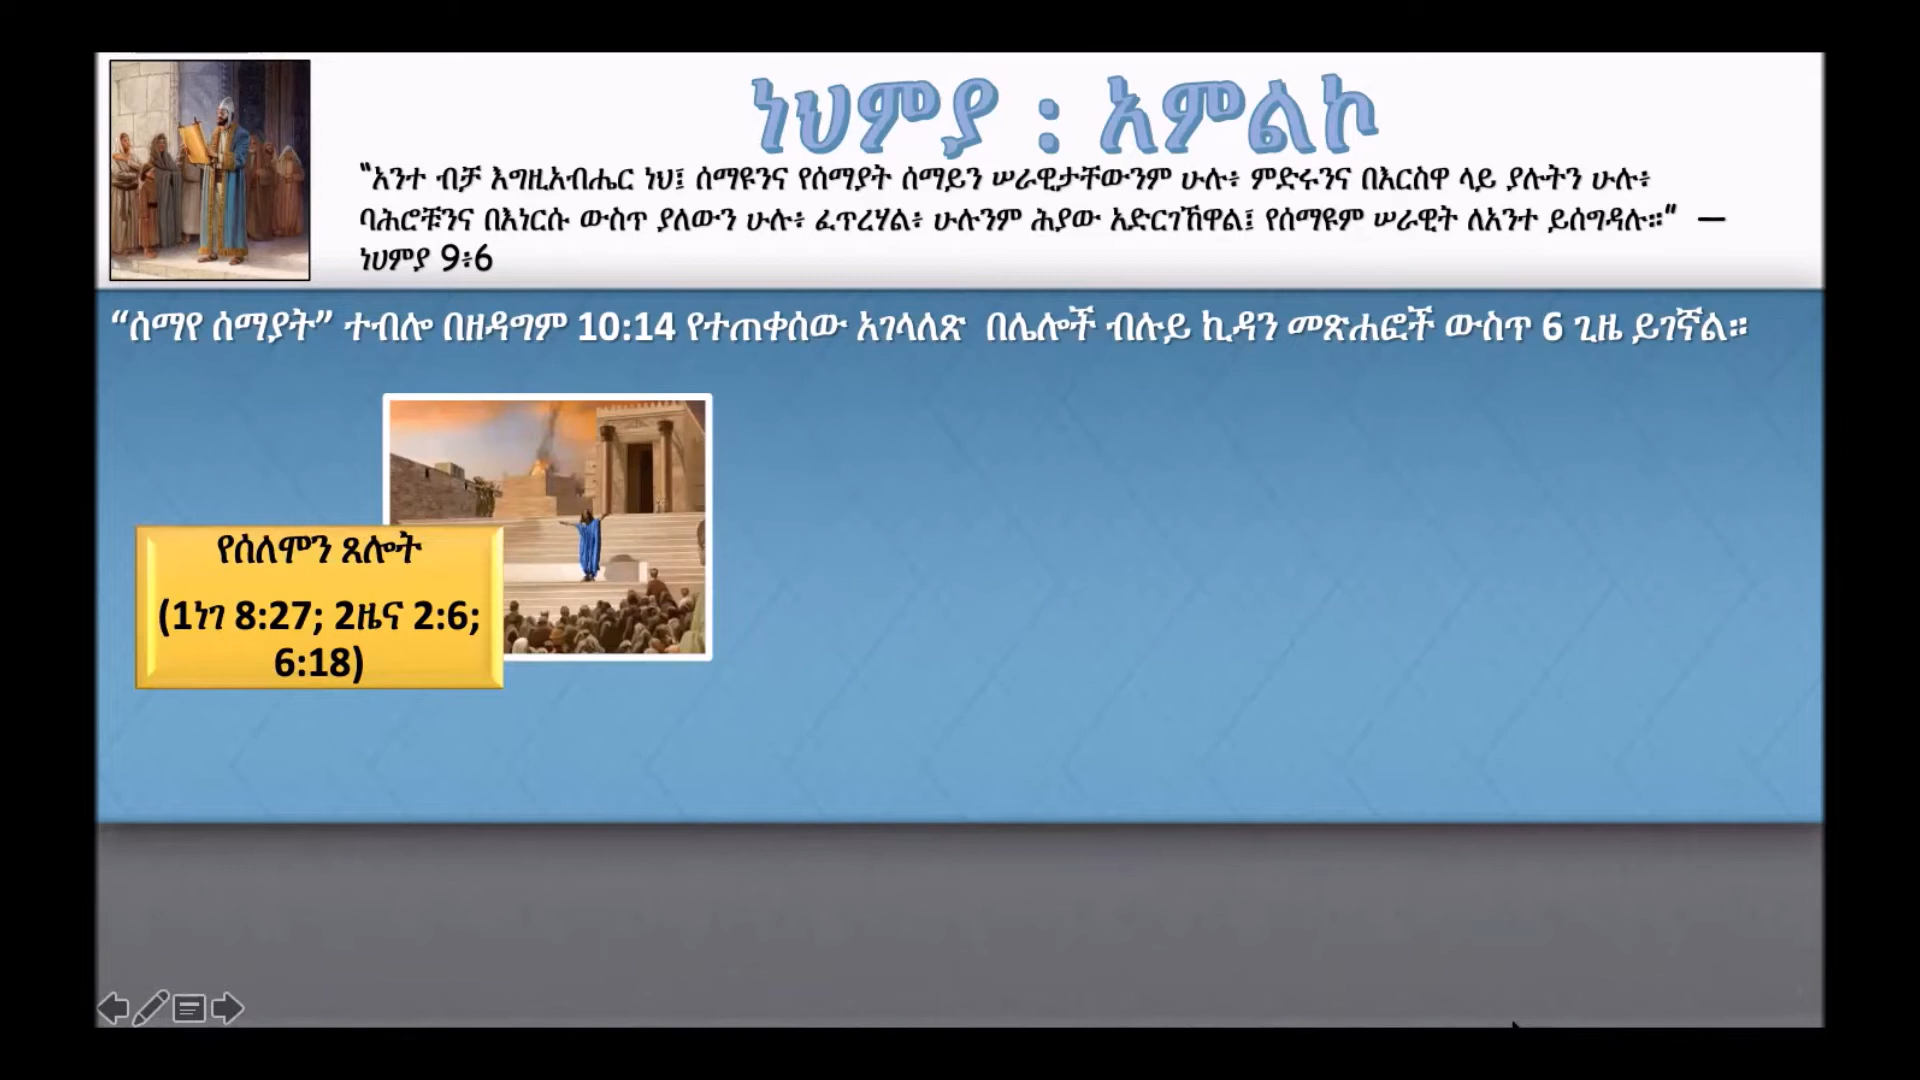 ነህምያ : አምልኮ
“አንተ ብቻ እግዚአብሔር ነህ፤ ሰማዩንና የሰማያት ሰማይን ሠራዊታቸውንም ሁሉ፥ ምድሩንና በእርስዋ ላይ ያሉትን ሁሉ፥
ባሕሮቹንና በእነርሱ ውስጥ ያለውን ሁሉ፥ ፈጥረሃል፥ ሁሉንም ሕያው አድርገኸዋል፤ የሰማዩም ሠራዊት ለአንተ ይሰግዳሉ።” —
ነህምያ 9፥6
“ሰማየ ሰማያት” ተብሎ በዘዳግም 10:14 የተጠቀሰው አገላለጽ በሌሎች ብሉይ ኪዳን መጽሐፎች ውስጥ 6 ጊዜ ይገኛል።
የሰለሞን ጸሎት
(1ነገ 8:27; 2ዜና 2:6;
6:18)